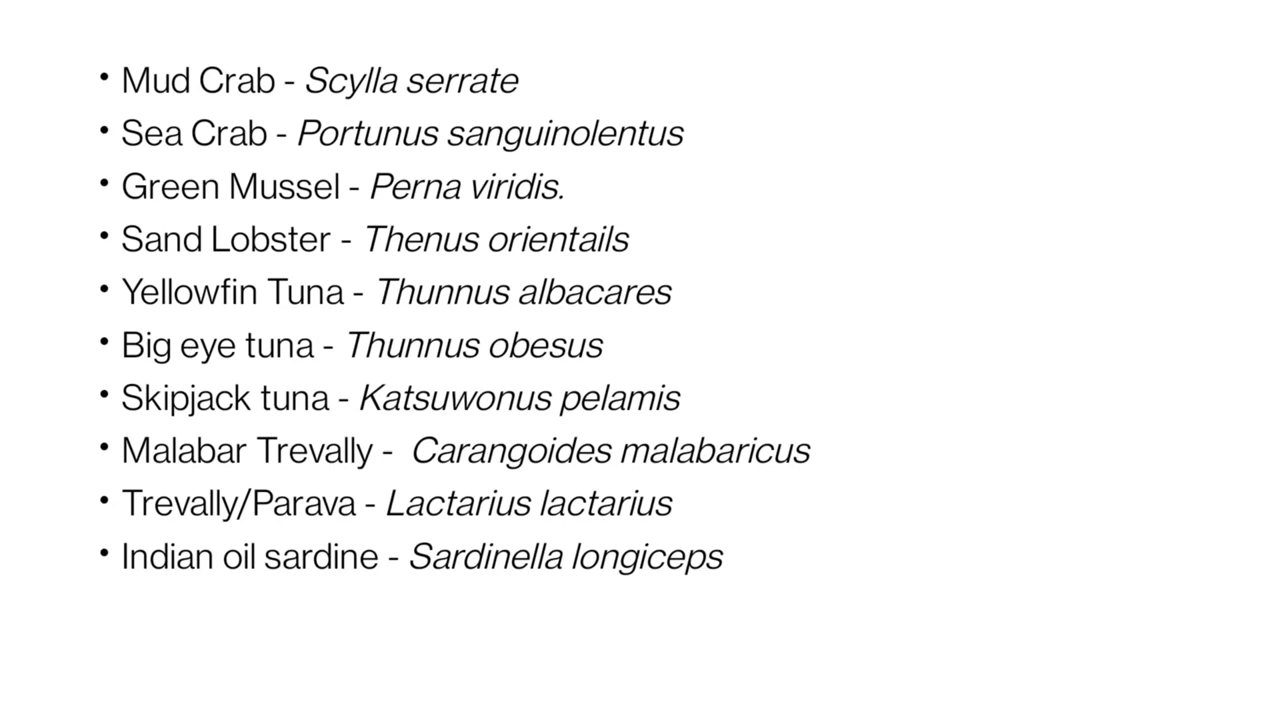 • Mud Crab - Scylla serrate
• Sea Crab - Portunus sanguinolentus
• Green Mussel - Perna viridis.
• Sand Lobster - Thenus orientails
• Yellowfin Tuna - Thunnus albacares
• Big eye tuna - Thunnus obesus
• Skipjack tuna - Katsuwonus pelamis
• Malabar Trevally - Carangoides malabaricus
• Trevally/Parava - Lactarius lactarius
• Indian oil sardine - Sardinella longiceps